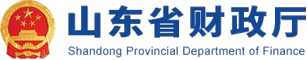 山东省财政厅
Shandong Provincial Department of Finance